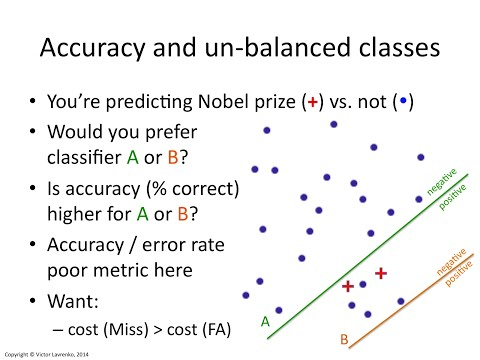 Accuracy and un-balanced classes
• You're predicting Nobel prize (+) vs. not (•)
• Would you prefer
classifier A or B?
• Is accuracy (% correct)
higher for A or B?
• Accuracy / error rate
poor metric here
• Want:
– cost (Miss) > cost (FA)
negative
positive
negative
positive
A
B
Copyright © Victor Lavrenko, 2014